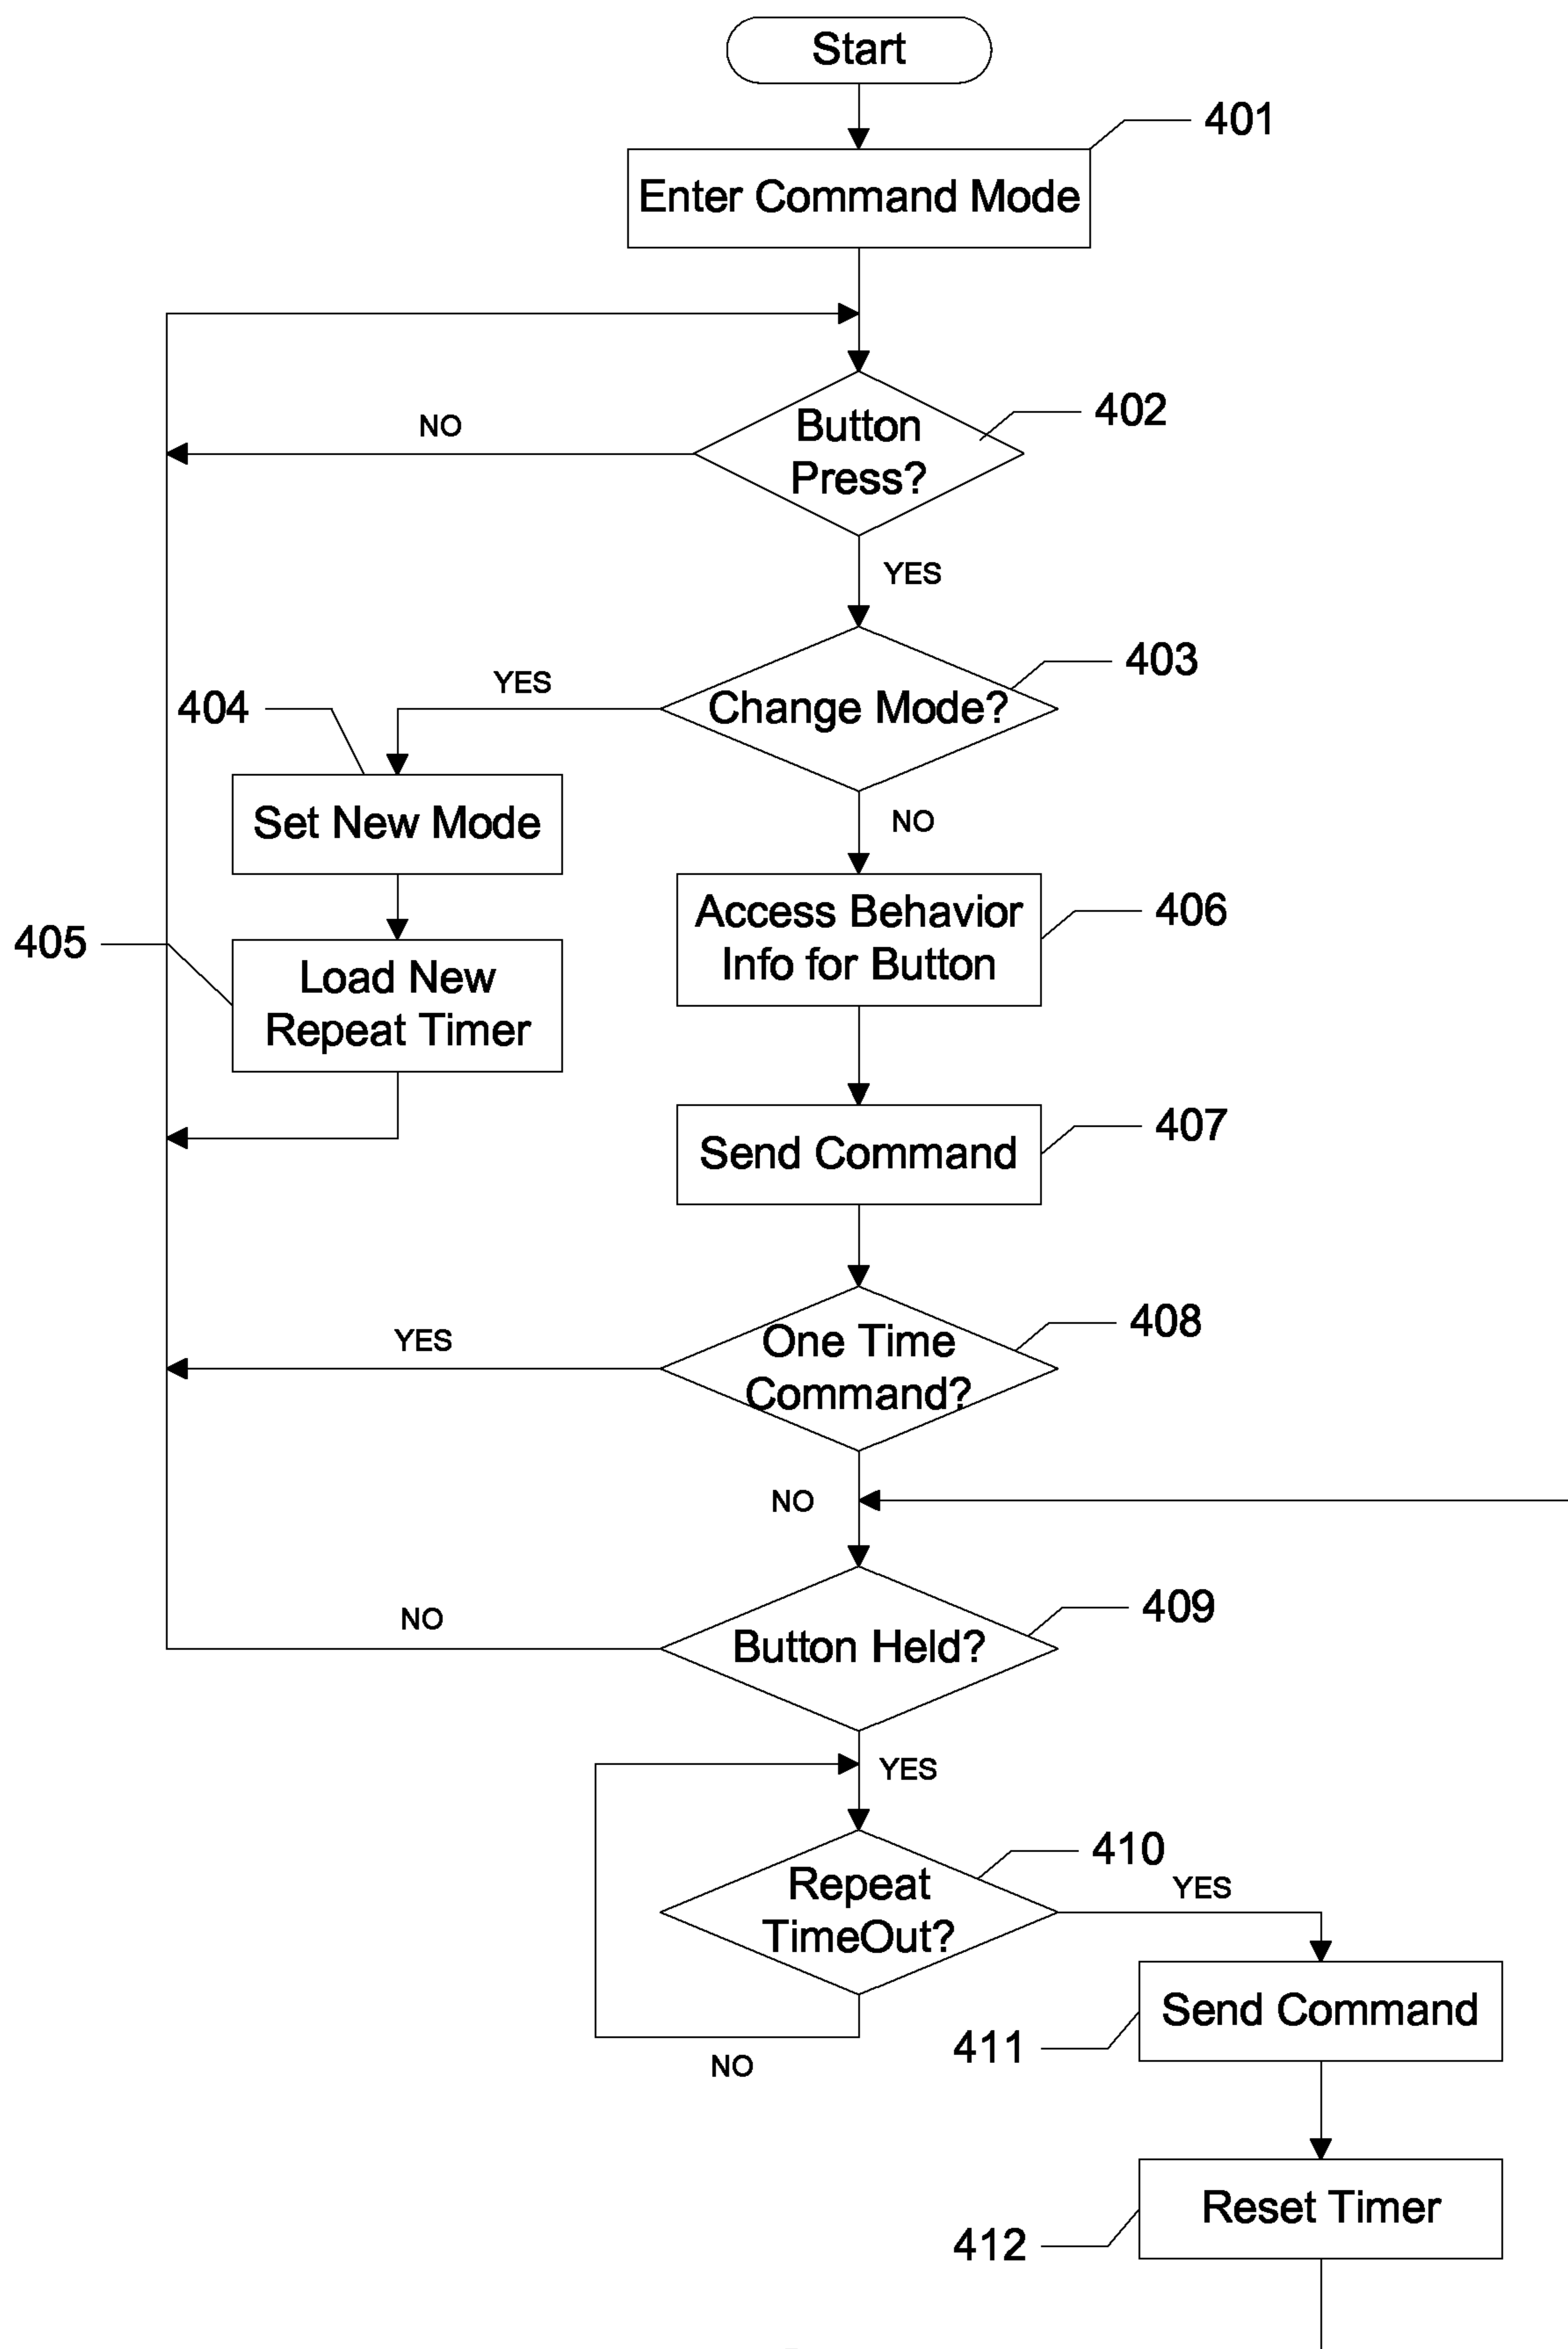 Start
401
Enter Command Mode
402
Button
Press?
NO
YES
403
Change Mode?
YES
404
Set New Mode
NO
405
Load New
Repeat Timer
406
Access Behavior
Info for Button
407
Send Command
408
One Time
Command?
YES
NO
409
Button Held?
NO
YES
410
Repeat
TimeOut?
YES
NO
411
Send Command
412
Reset Timer